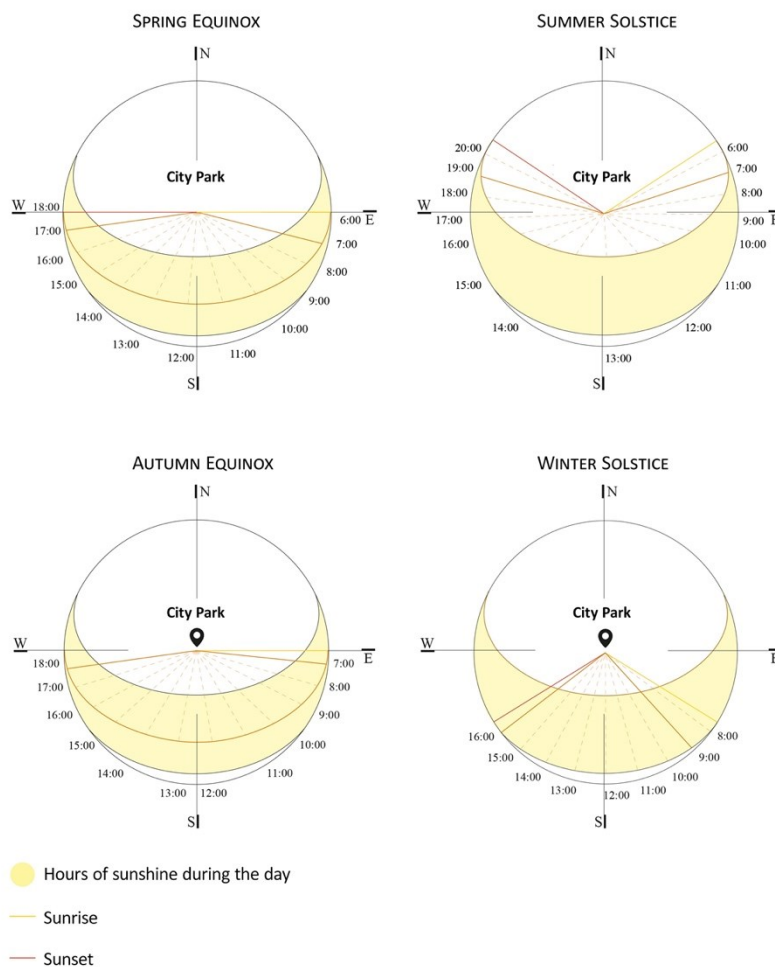 SPRING EQUINOX
N
City Park
W
E
S
18:00
17:00
16:00
15:00
14:00
13:00
12:00
11:00
10:00
9:00
8:00
7:00
6:00
SUMMER SOLSTICE
N
City Park
W
E
S
20:00
19:00
18:00
17:00
16:00
15:00
14:00
13:00
12:00
11:00
10:00
9:00
8:00
7:00
6:00
AUTUMN EQUINOX
N
City Park
W
E
S
18:00
17:00
16:00
15:00
14:00
13:00
12:00
11:00
10:00
9:00
8:00
7:00
WINTER SOLSTICE
N
City Park
W
E
S
16:00
15:00
14:00
13:00
12:00
11:00
10:00
9:00
8:00
Hours of sunshine during the day
Sunrise
Sunset